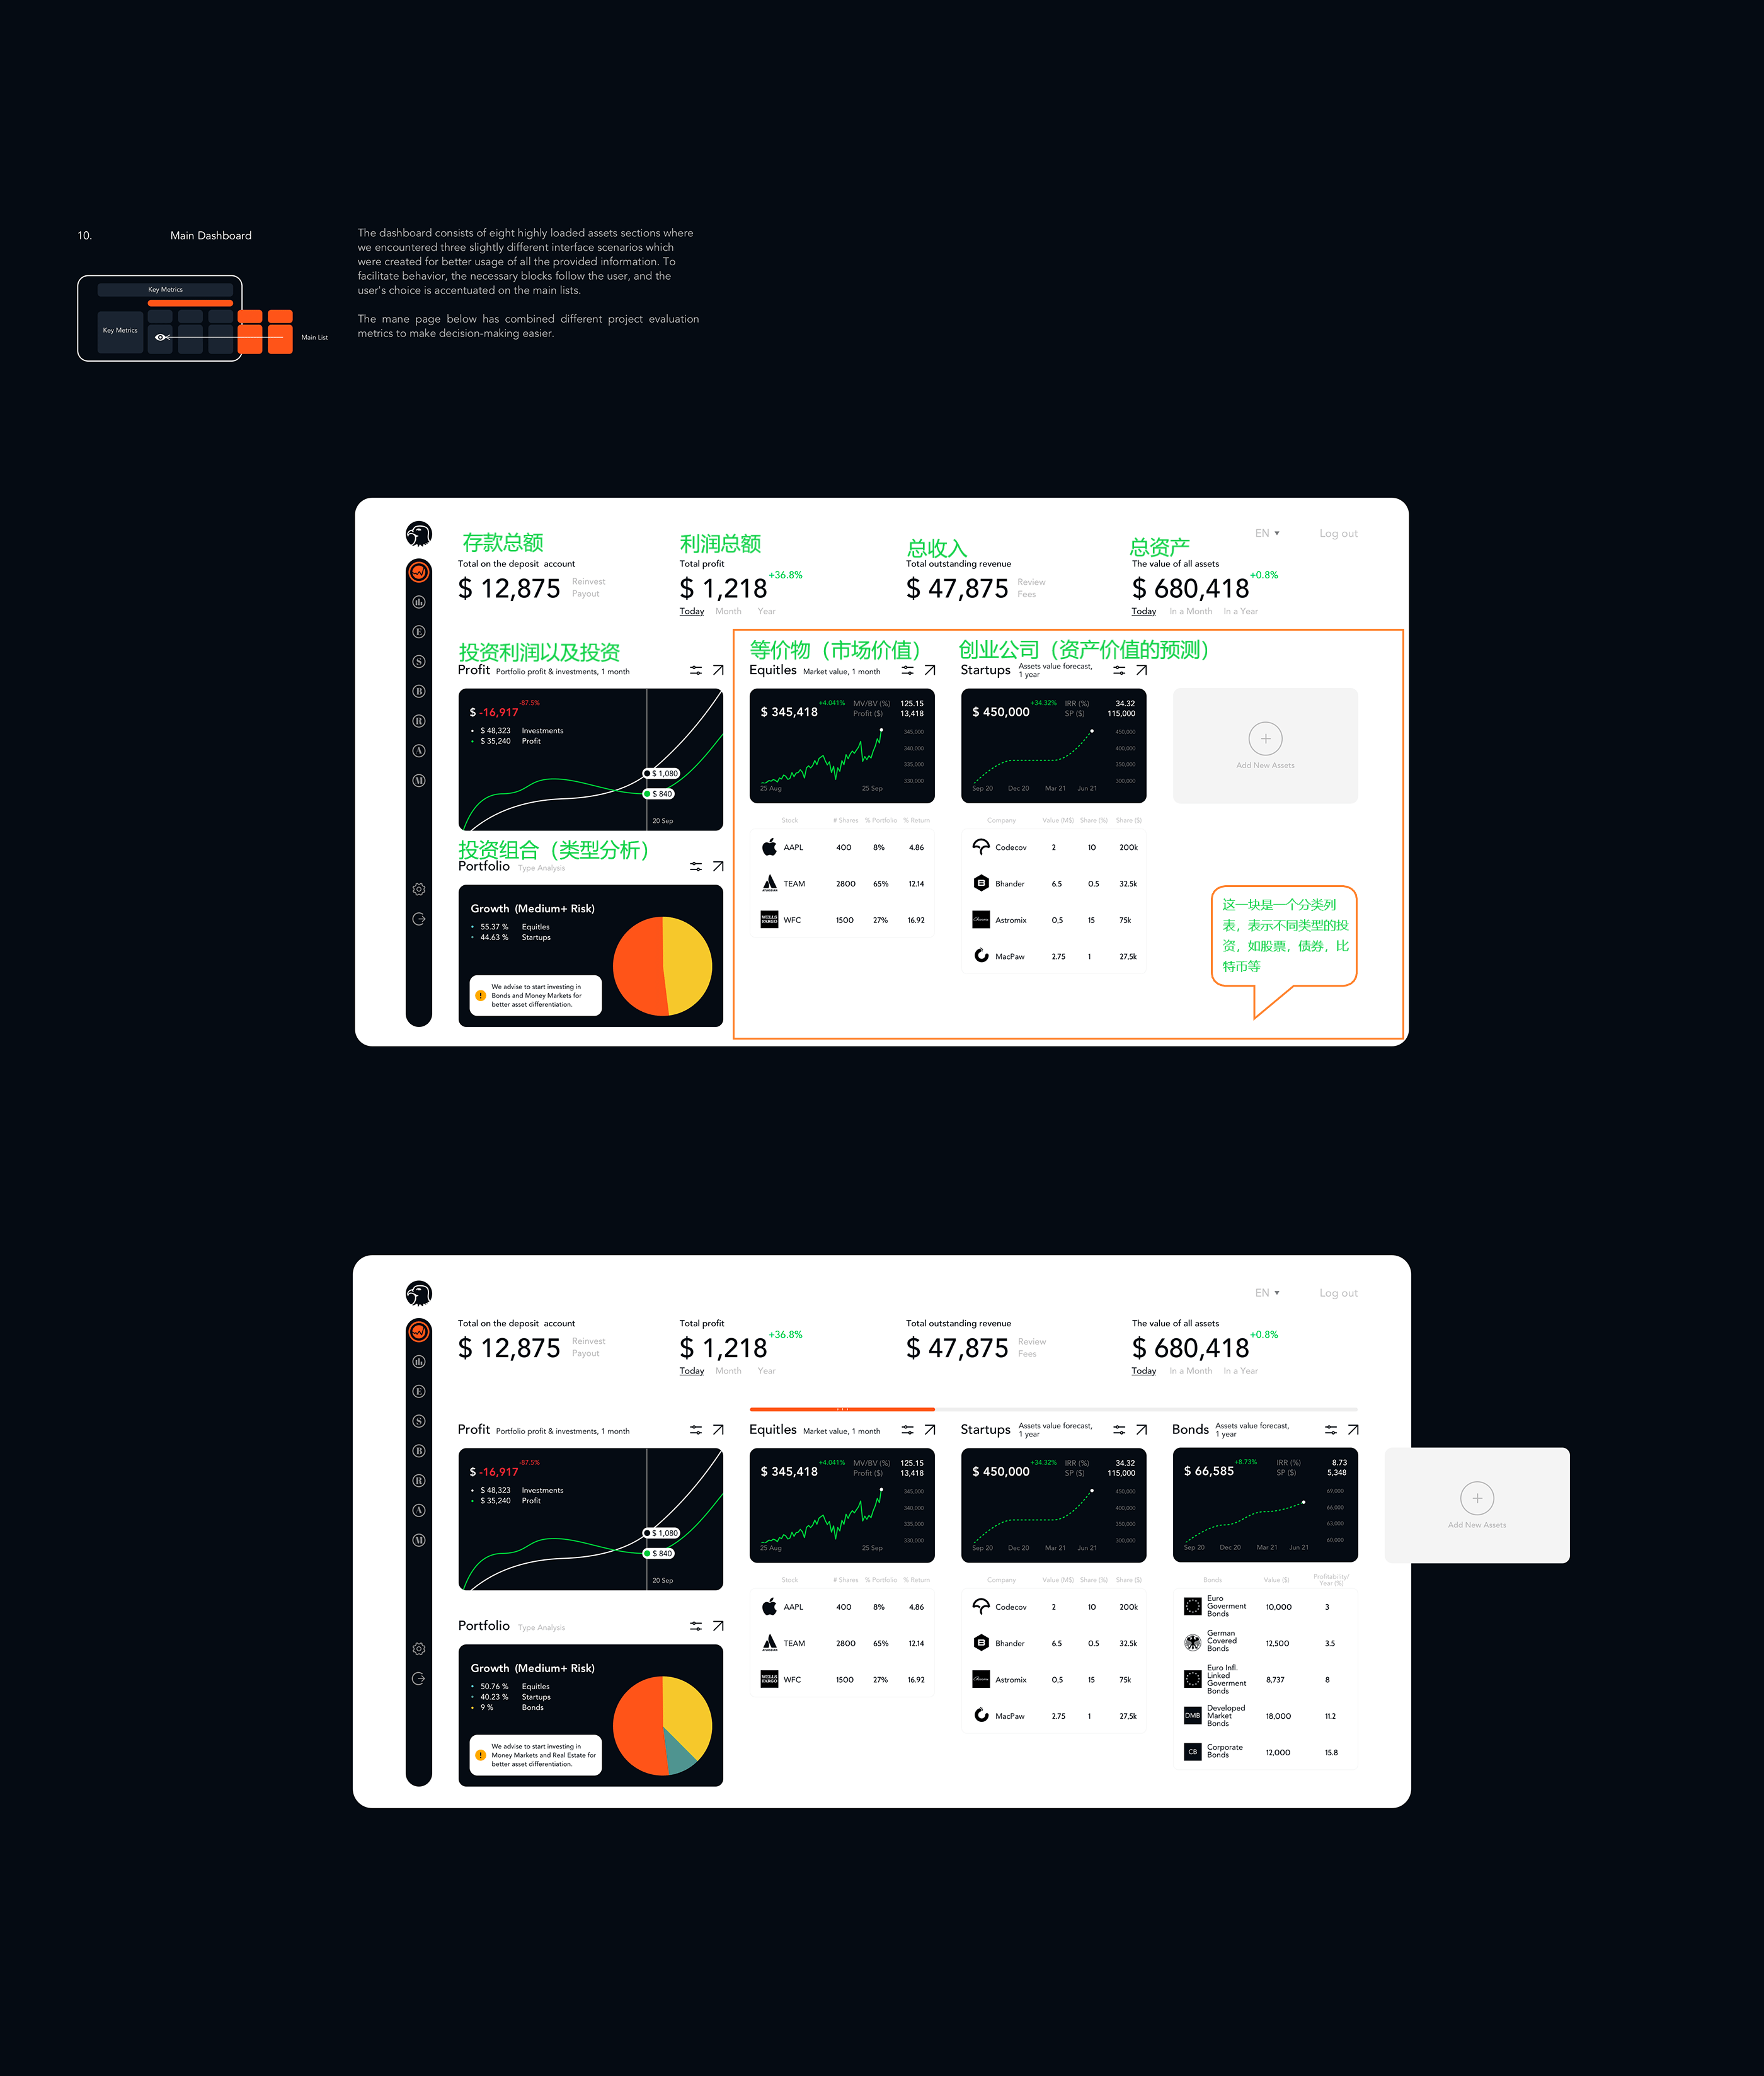 10.
Main Dashboard
The dashboard consists of eight highly loaded assets sections where
we encountered three slightly different interface scenarios which
were created for better usage of all the provided information. To
facilitate behavior, the necessary blocks follow the user, and the
user's choice is accentuated on the main lists.
The mane page below has combined different project evaluation
metrics to make decision-making easier.
Key Metrics
Key Metrics
Main List
EN ▼ Log out
存款总额
Total on the deposit account
$ 12,875
Reinvest
Payout
利润总额
Total profit
$ 1,218 +36.8%
Today Month Year
总收入
Total outstanding revenue
$ 47,875
Review
Fees
总资产
The value of all assets
$ 680,418 +0.8%
Today In a Month In a Year
E
S
B
R
A
M
投资利润以及投资
Profit Portfolio profit & investments, 1 month
$ -16,917 -87.5%
• $ 48,323 Investments
• $ 35,240 Profit
$ 1,080
$ 840
20 Sep
投资组合（类型分析）
Portfolio Type Analysis
Growth (Medium+ Risk)
• 55.37 % Equitles
• 44.63 % Startups
!
We advise to start investing in
Bonds and Money Markets for
better asset differentiation.
等价物（市场价值）
Equitles Market value, 1 month
$ 345,418 +4.041%
MV/BV (%) 125.15
Profit ($) 13,418
345,000
340,000
335,000
330,000
25 Aug 25 Sep
Stock # Shares % Portfolio % Return
AAPL 400 8% 4.86
ATLASSIAN TEAM 2800 65% 12.14
WELLS FARGO WFC 1500 27% 16.92
创业公司（资产价值的预测）
Startups Assets value forecast,
1 year
$ 450,000 +34.32%
IRR (%) 34.32
SP ($) 115,000
450,000
400,000
350,000
300,000
Sep 20 Dec 20 Mar 21 Jun 21
Company Value (M$) Share (%) Share ($)
Codecov 2 10 200k
Bhander 6.5 0.5 32.5k
Astromix 0,5 15 75k
MacPaw 2.75 1 27,5k
Add New Assets
这一块是一个分类列
表，表示不同类型的投
资，如股票，债券，比
特币等
EN ▼ Log out
Total on the deposit account
$ 12,875
Reinvest
Payout
Total profit
$ 1,218 +36.8%
Today Month Year
Total outstanding revenue
$ 47,875
Review
Fees
The value of all assets
$ 680,418 +0.8%
Today In a Month In a Year
E
S
B
R
A
M
Profit Portfolio profit & investments, 1 month
$ -16,917 -87.5%
• $ 48,323 Investments
• $ 35,240 Profit
$ 1,080
$ 840
20 Sep
Portfolio Type Analysis
Growth (Medium+ Risk)
• 50.76 % Equitles
• 40.23 % Startups
• 9 % Bonds
!
We advise to start investing in
Money Markets and Real Estate for
better asset differentiation.
Equitles Market value, 1 month
$ 345,418 +4.041%
MV/BV (%) 125.15
Profit ($) 13,418
345,000
340,000
335,000
330,000
25 Aug 25 Sep
Stock # Shares % Portfolio % Return
AAPL 400 8% 4.86
ATLASSIAN TEAM 2800 65% 12.14
WELLS FARGO WFC 1500 27% 16.92
Startups Assets value forecast,
1 year
$ 450,000 +34.32%
IRR (%) 34.32
SP ($) 115,000
450,000
400,000
350,000
300,000
Sep 20 Dec 20 Mar 21 Jun 21
Company Value (M$) Share (%) Share ($)
Codecov 2 10 200k
Bhander 6.5 0.5 32.5k
Astromix 0,5 15 75k
MacPaw 2.75 1 27,5k
Bonds Assets value forecast,
1 year
$ 66,585 +8.73%
IRR (%) 8.73
SP ($) 5,348
69,000
66,000
63,000
60,000
Sep 20 Dec 20 Mar 21 Jun 21
Bonds Value ($) Profitability/
Year (%)
Euro
Goverment
Bonds
10,000 3
German
Covered
Bonds
12,500 3.5
Euro Infl.
Linked
Goverment
Bonds
8,737 8
DMB
Developed
Market
Bonds
18,000 11.2
CB
Corporate
Bonds
12,000 15.8
Add New Assets